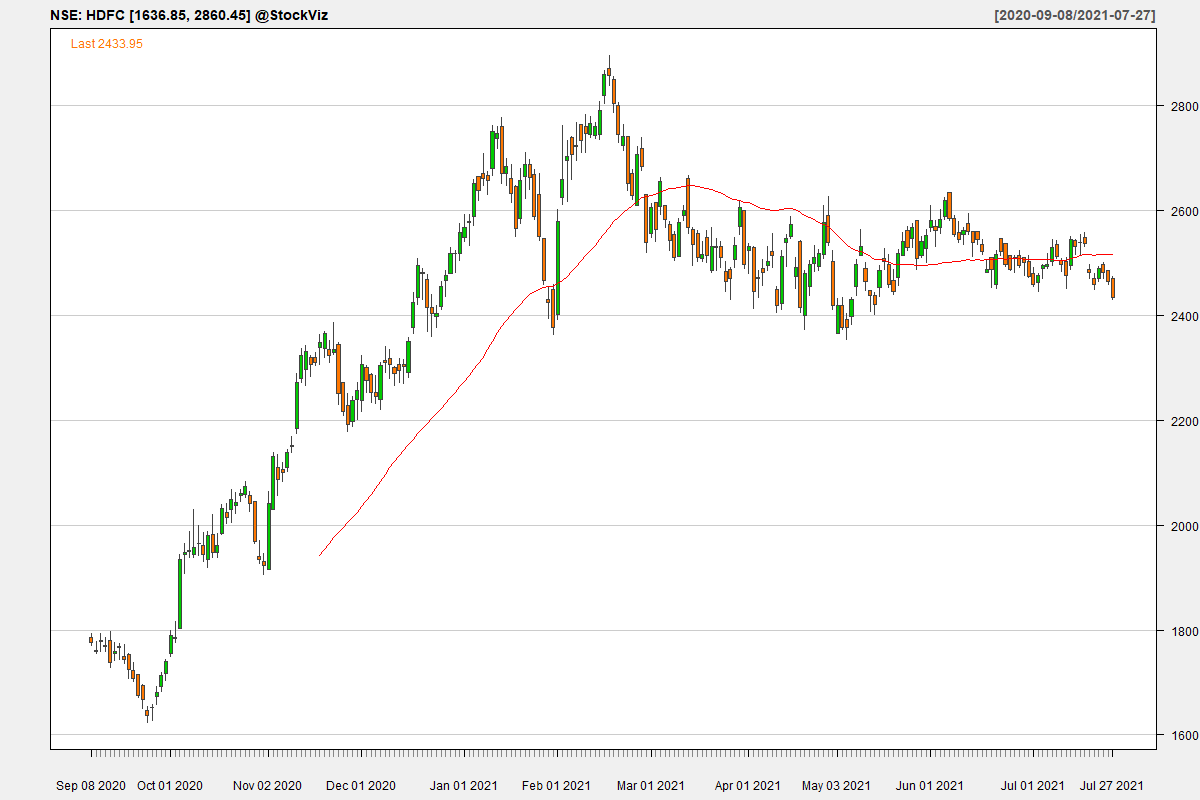 NSE: HDFC [1636.85, 2860.45] @StockViz [2020-09-08/2021-07-27]
Last 2433.95
2800
2600
2400
2200
2000
1800
1600
Sep 08 2020 Oct 01 2020 Nov 02 2020 Dec 01 2020 Jan 01 2021 Feb 01 2021 Mar 01 2021 Apr 01 2021 May 03 2021 Jun 01 2021 Jul 01 2021 Jul 27 2021